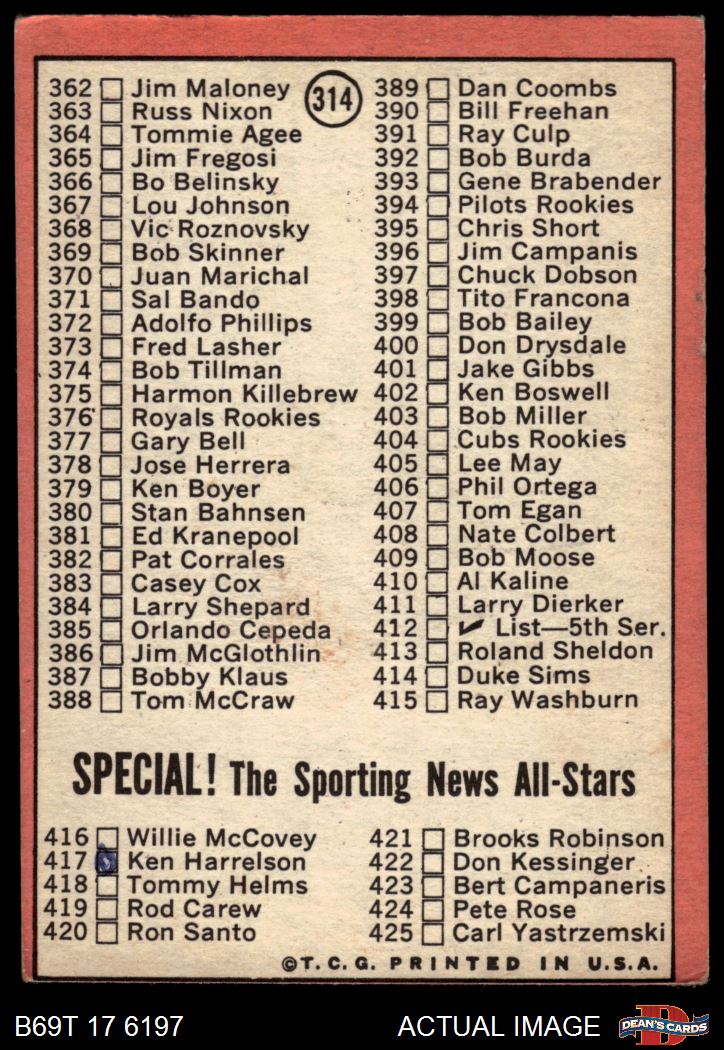 314
362 Jim Maloney
363 Russ Nixon
364 Tommie Agee
365 Jim Fregosi
366 Bo Belinsky
367 Lou Johnson
368 Vic Roznovsky
369 Bob Skinner
370 Juan Marichal
371 Sal Bando
372 Adolfo Phillips
373 Fred Lasher
374 Bob Tillman
375 Harmon Killebrew
376 Royals Rookies
377 Gary Bell
378 Jose Herrera
379 Ken Boyer
380 Stan Bahnsen
381 Ed Kranepool
382 Pat Corrales
383 Casey Cox
384 Larry Shepard
385 Orlando Cepeda
386 Jim McGlothlin
387 Bobby Klaus
388 Tom McCraw
389 Dan Coombs
390 Bill Freehan
391 Ray Culp
392 Bob Burda
393 Gene Brabender
394 Pilots Rookies
395 Chris Short
396 Jim Campanis
397 Chuck Dobson
398 Tito Francona
399 Bob Bailey
400 Don Drysdale
401 Jake Gibbs
402 Ken Boswell
403 Bob Miller
404 Cubs Rookies
405 Lee May
406 Phil Ortega
407 Tom Egan
408 Nate Colbert
409 Bob Moose
410 Al Kaline
411 Larry Dierker
412 ✔ List—5th Ser.
413 Roland Sheldon
414 Duke Sims
415 Ray Washburn
SPECIAL! The Sporting News All-Stars
416 Willie McCovey
417 Ken Harrelson
418 Tommy Helms
419 Rod Carew
420 Ron Santo
421 Brooks Robinson
422 Don Kessinger
423 Bert Campaneris
424 Pete Rose
425 Carl Yastrzemski
©T.C.G. PRINTED IN U.S.A.
B69T 17 6197
ACTUAL IMAGE
D
DEAN'S CARDS